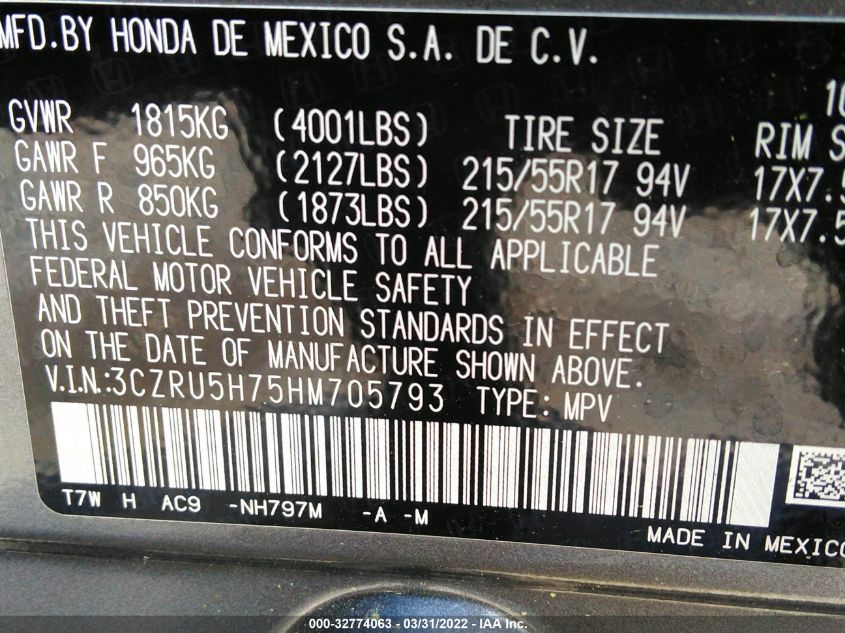 MFD.BY HONDA DE MEXICO S.A. DE C.V.
10
GVWR 1815KG (4001LBS) TIRE SIZE RIM S
GAWR F 965KG (2127LBS) 215/55R17 94V 17X7.5
GAWR R 850KG (1873LBS) 215/55R17 94V 17X7.5
THIS VEHICLE CONFORMS TO ALL APPLICABLE
FEDERAL MOTOR VEHICLE SAFETY
AND THEFT PREVENTION STANDARDS IN EFFECT
ON THE DATE OF MANUFACTURE SHOWN ABOVE.
V.I.N.:3CZRU5H75HM705793 TYPE: MPV
T7W H AC9 -NH797M -A -M
MADE IN MEXICO
000-32774063 - 03/31/2022 - IAA Inc.